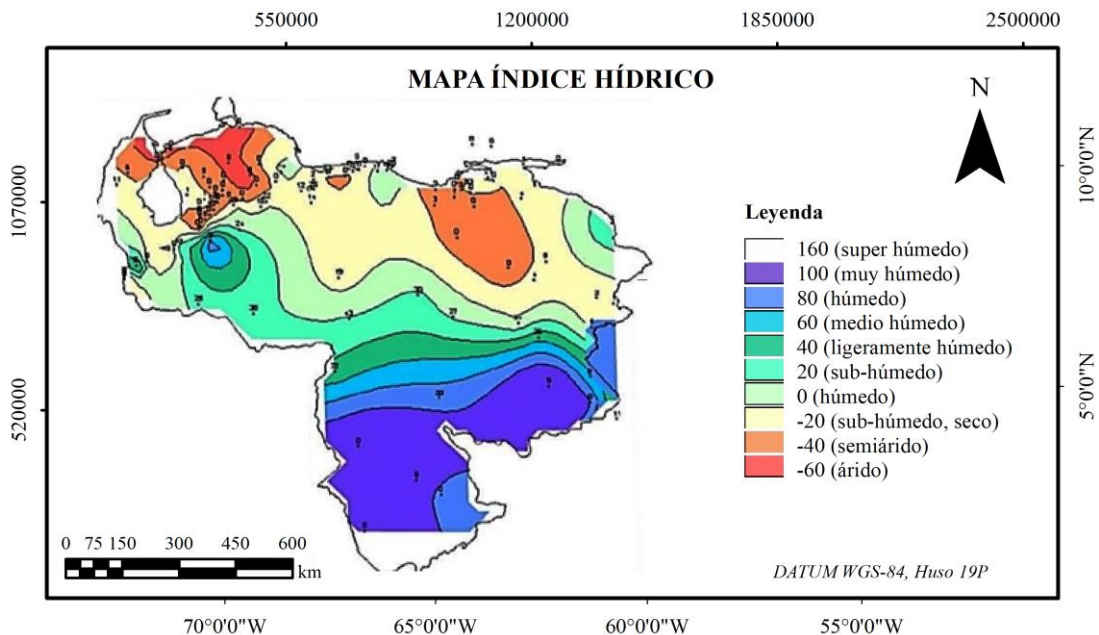 550000 1200000 1850000 2500000
MAPA ÍNDICE HÍDRICO
N
10°0'0"N
1070000
Leyenda
160 (super húmedo)
100 (muy húmedo)
80 (húmedo)
60 (medio húmedo)
40 (ligeramente húmedo)
20 (sub-húmedo)
0 (húmedo)
-20 (sub-húmedo, seco)
-40 (semiárido)
-60 (árido)
5°0'0"N
520000
0 75 150 300 450 600
km
DATUM WGS-84, Huso 19P
70°0'0"W 65°0'0"W 60°0'0"W 55°0'0"W